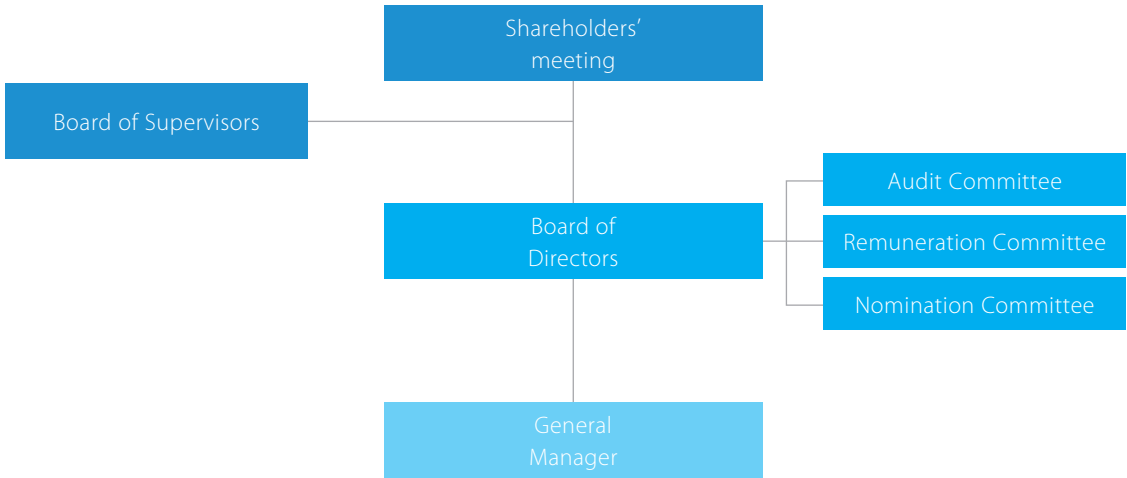 Shareholders’
meeting
Board of Supervisors
Audit Committee
Board of
Directors
Remuneration Committee
Nomination Committee
General
Manager